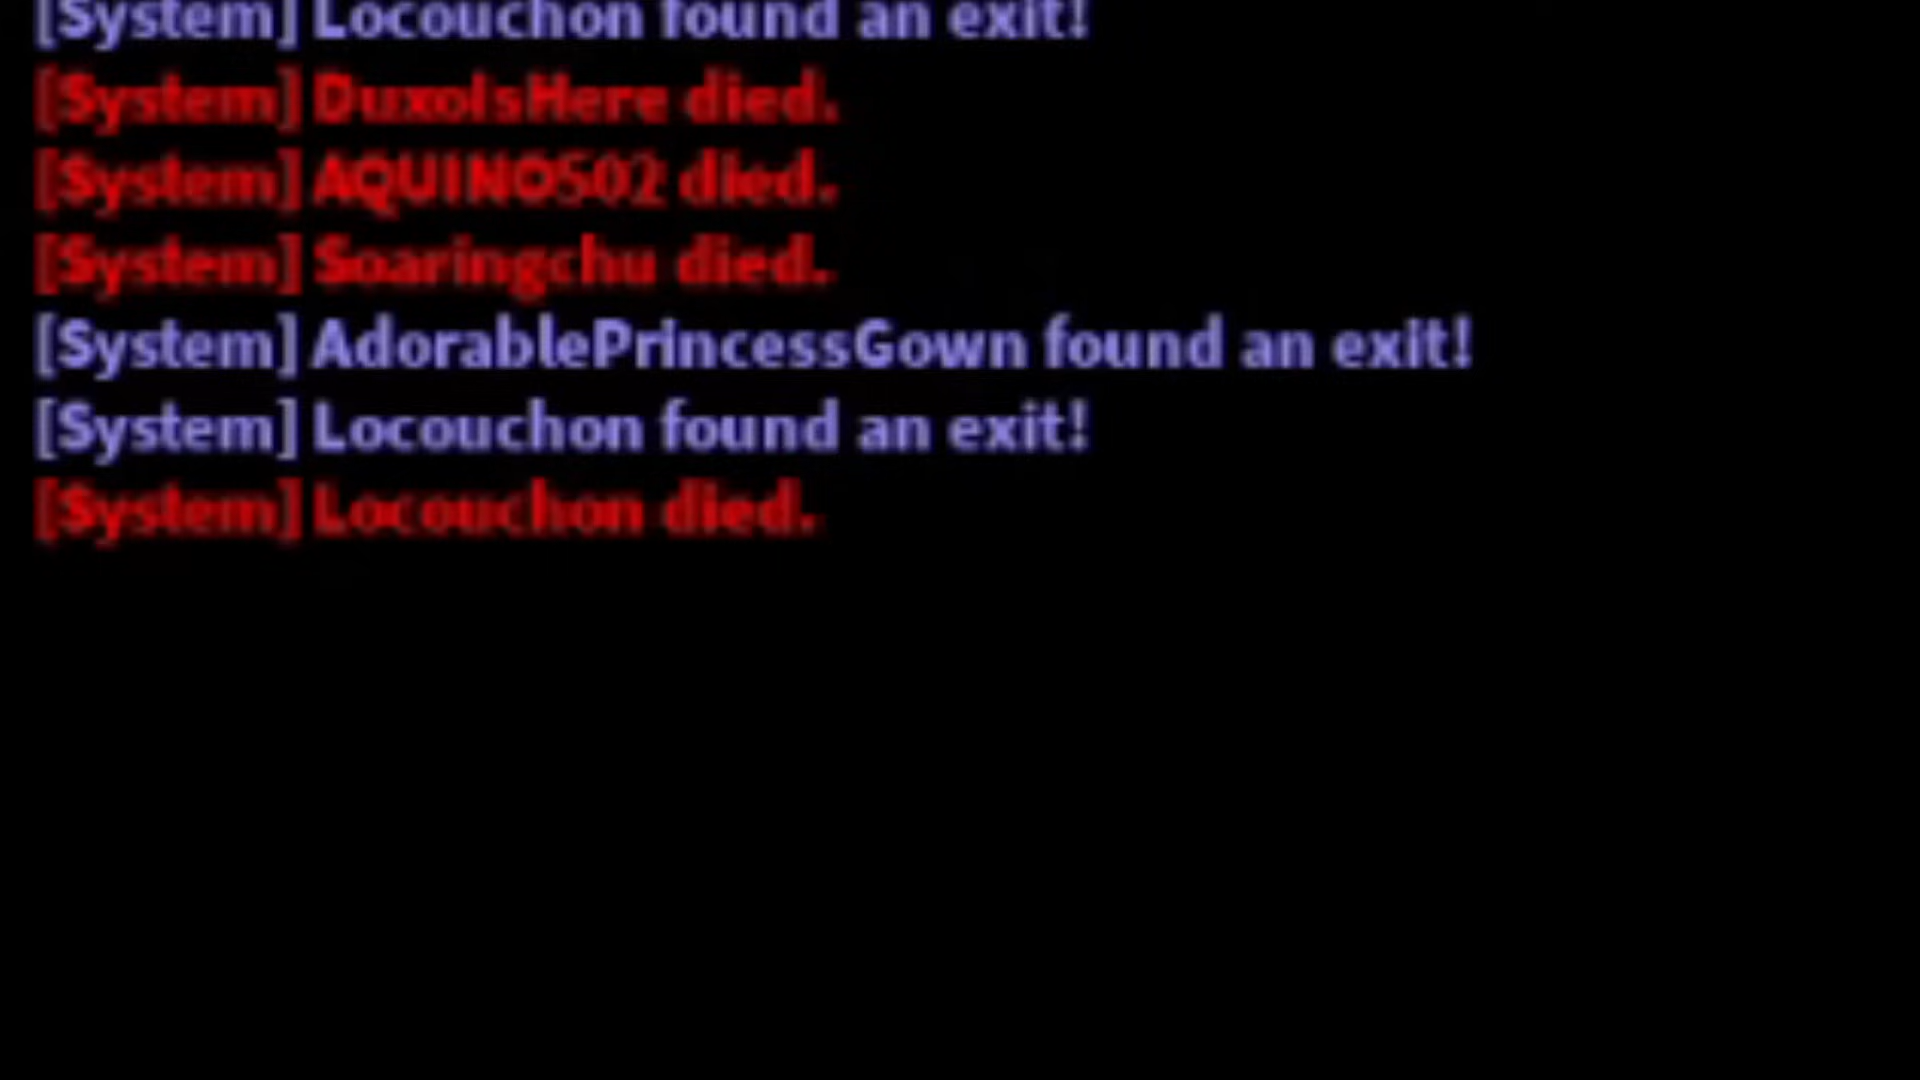 [System] Locouchon found an exit!
[System] DuxoIsHere died.
[System] AQUINO502 died.
[System] Soaringchu died.
[System] AdorablePrincessGown found an exit!
[System] Locouchon found an exit!
[System] Locouchon died.